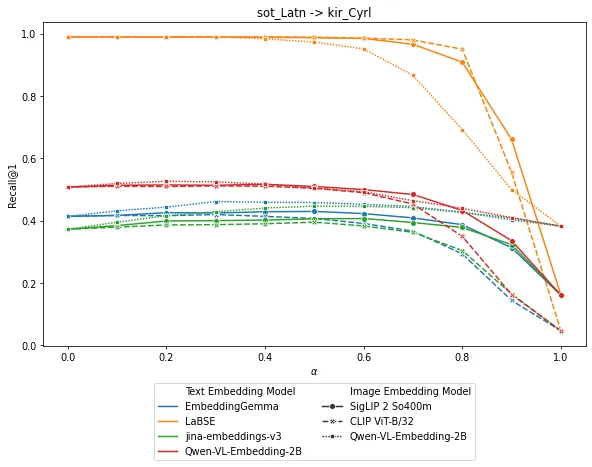 sot_Latn -> kir_Cyrl
1.0
0.8
0.6
0.4
0.2
0.0
Recall@1
0.0 0.2 0.4 0.6 0.8 1.0
α
Text Embedding Model Image Embedding Model
EmbeddingGemma SigLIP 2 So400m
LaBSE CLIP ViT-B/32
jina-embeddings-v3 Qwen-VL-Embedding-2B
Qwen-VL-Embedding-2B